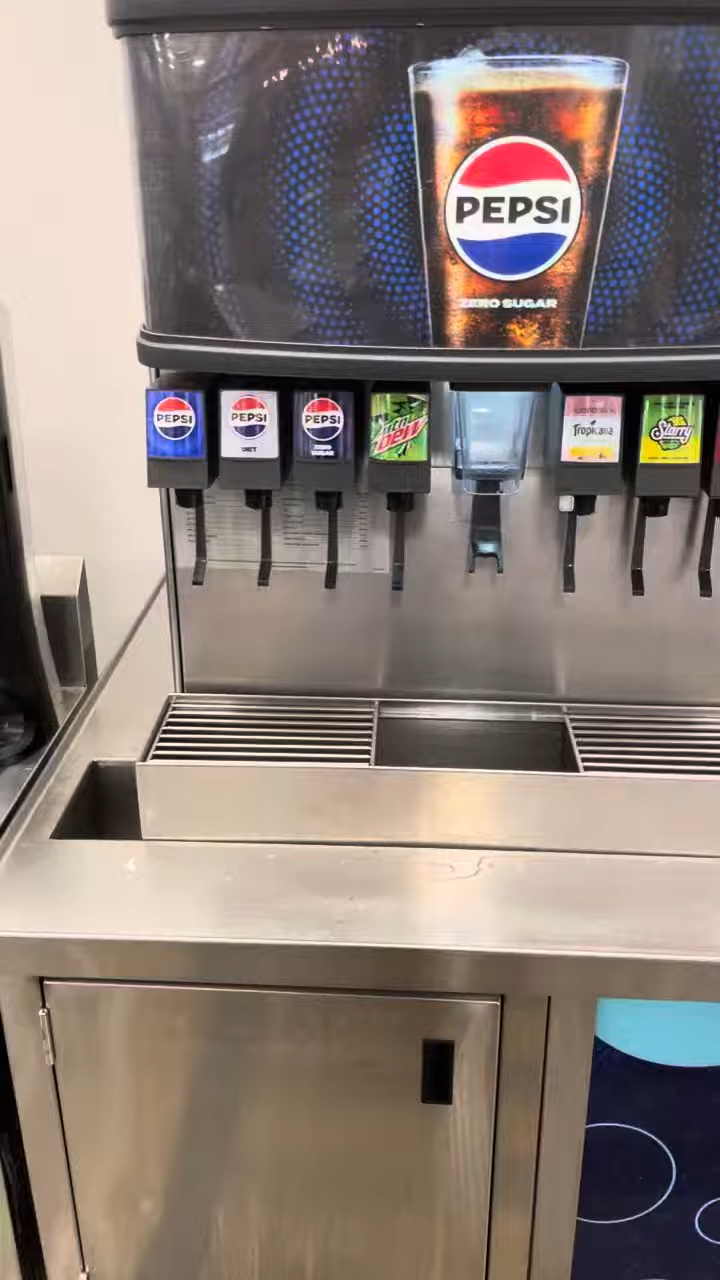 PEPSI
ZERO SUGAR
PEPSI
PEPSI
DIET
PEPSI
ZERO
SUGAR
mtn
DEW
Tropicana
Starry